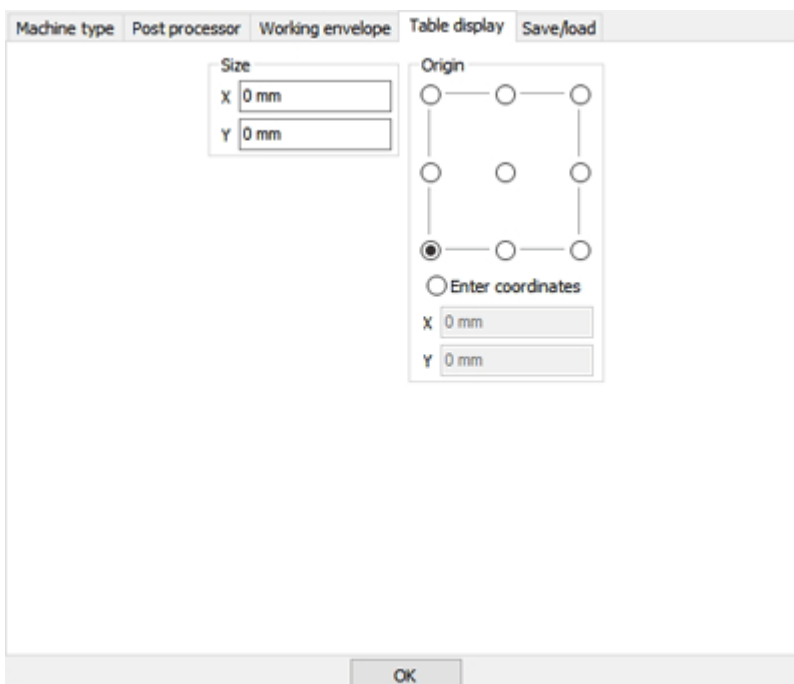 Machine type Post processor Working envelope Table display Save/load
Size
X 0 mm
Y 0 mm
Origin
Enter coordinates
X 0 mm
Y 0 mm
OK